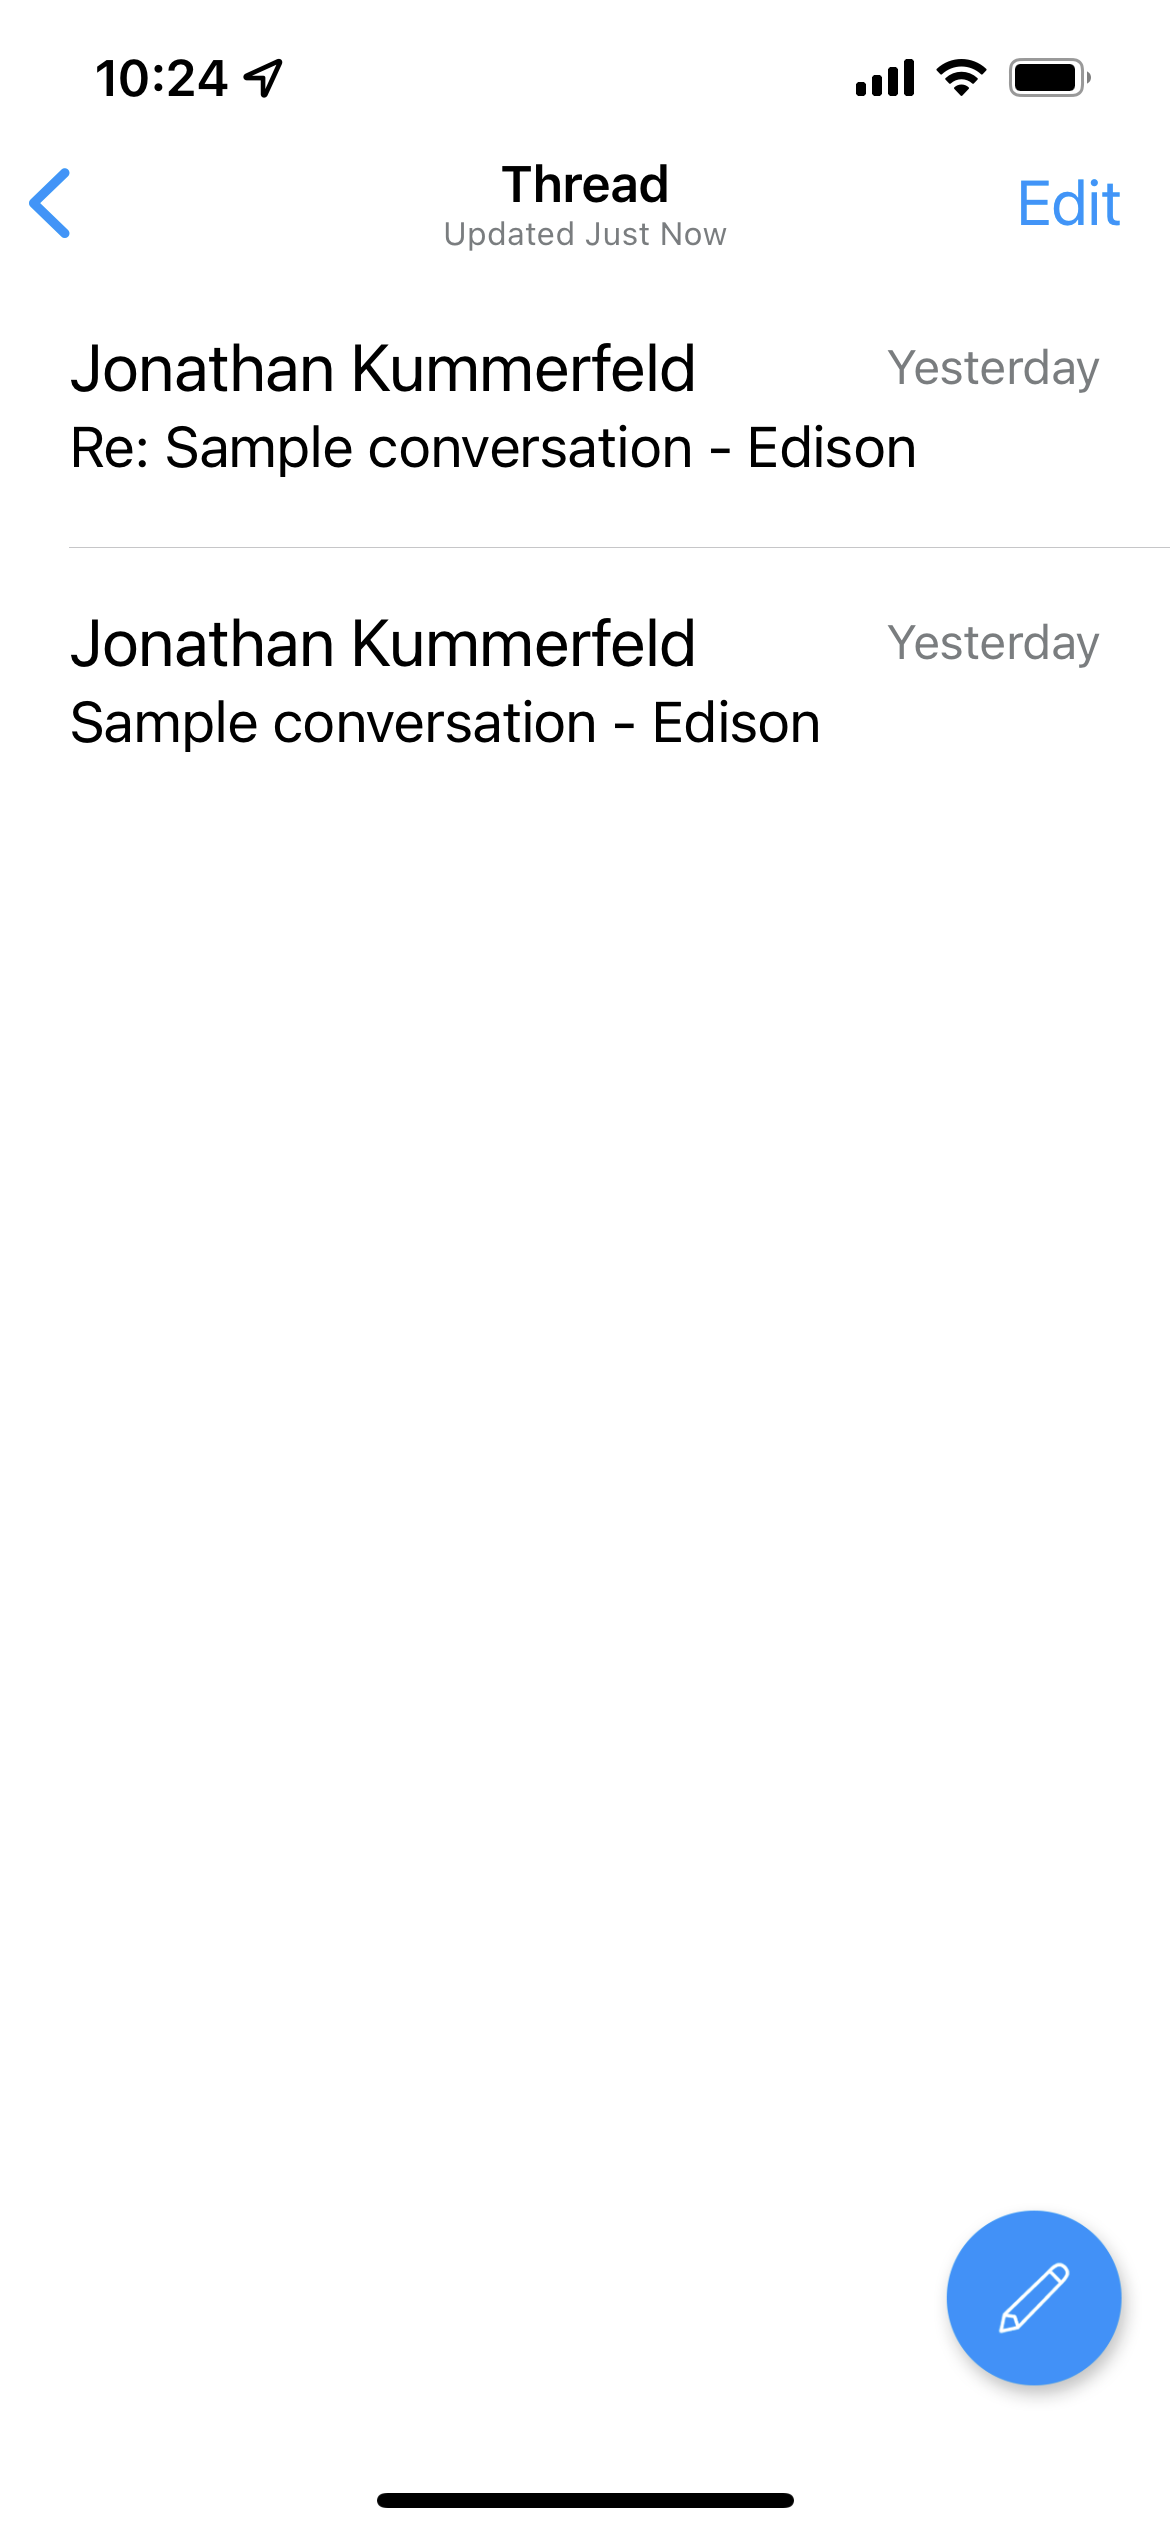 10:24
Thread
Updated Just Now
Edit
Jonathan Kummerfeld
Yesterday
Re: Sample conversation - Edison
Jonathan Kummerfeld
Yesterday
Sample conversation - Edison